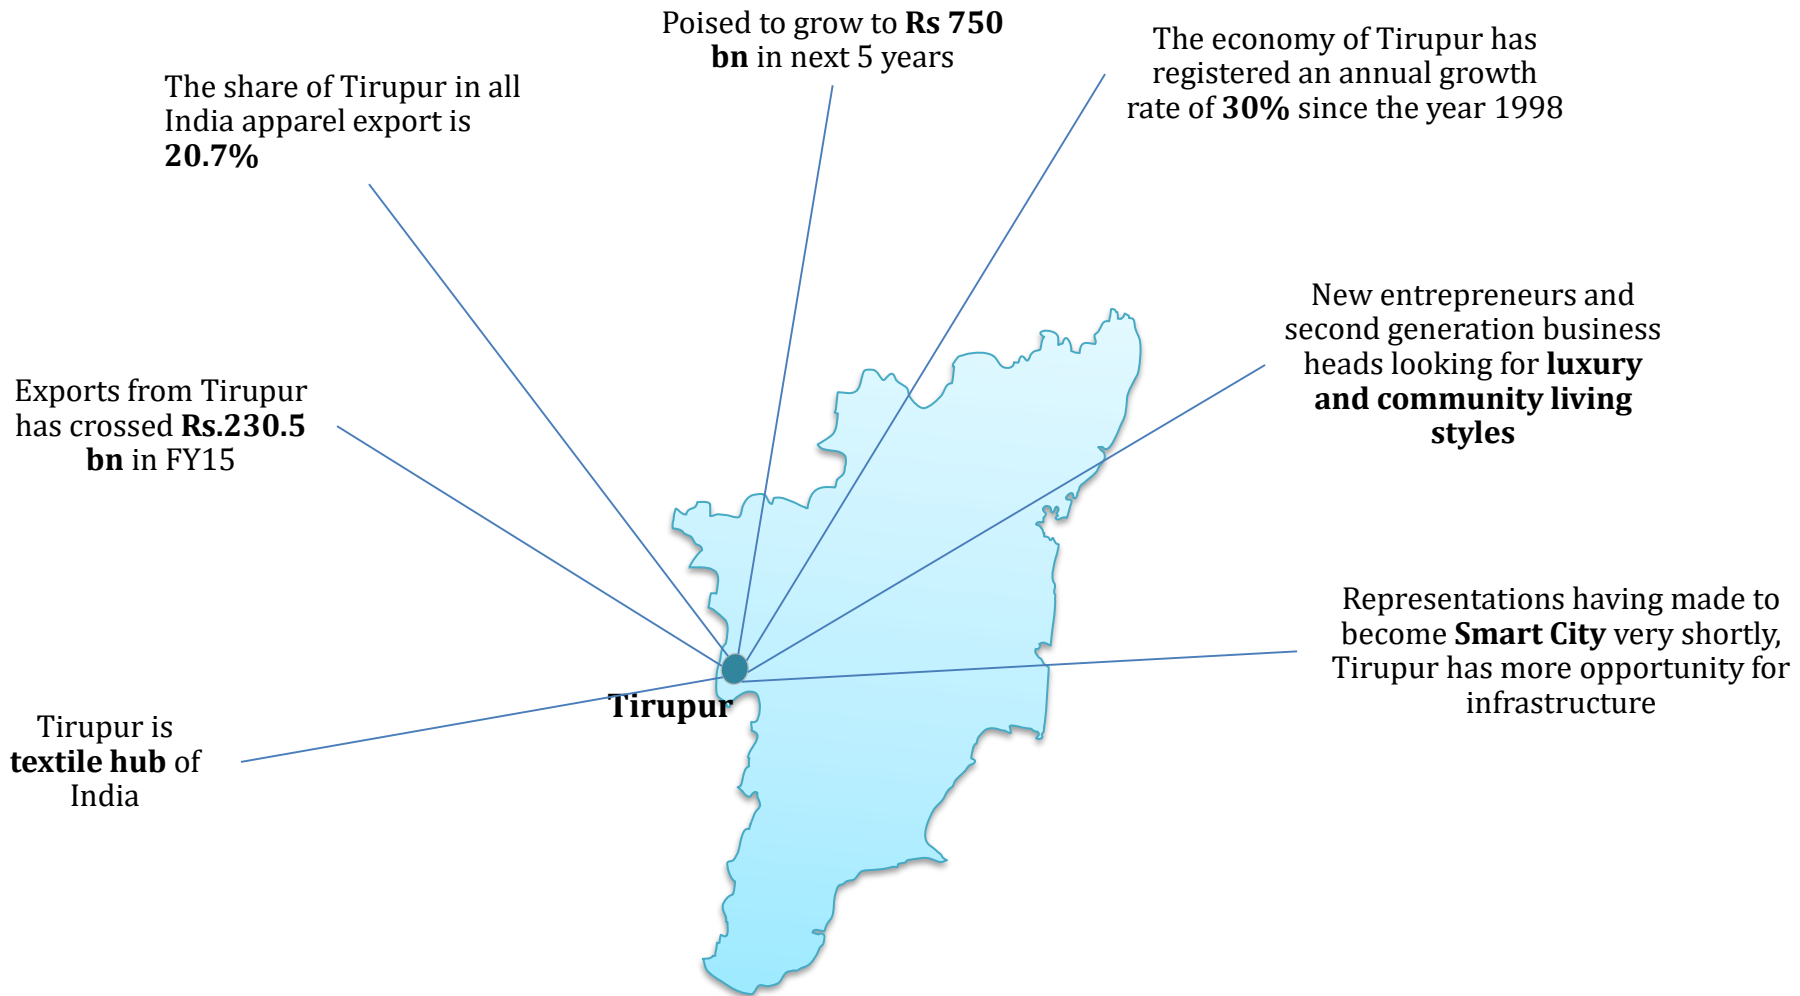 Poised to grow to Rs 750
bn in next 5 years
The economy of Tirupur has
registered an annual growth
rate of 30% since the year 1998
The share of Tirupur in all
India apparel export is
20.7%
New entrepreneurs and
second generation business
heads looking for luxury
and community living
styles
Exports from Tirupur
has crossed Rs.230.5
bn in FY15
Representations having made to
become Smart City very shortly,
Tirupur has more opportunity for
infrastructure
Tirupur
Tirupur is
textile hub of
India